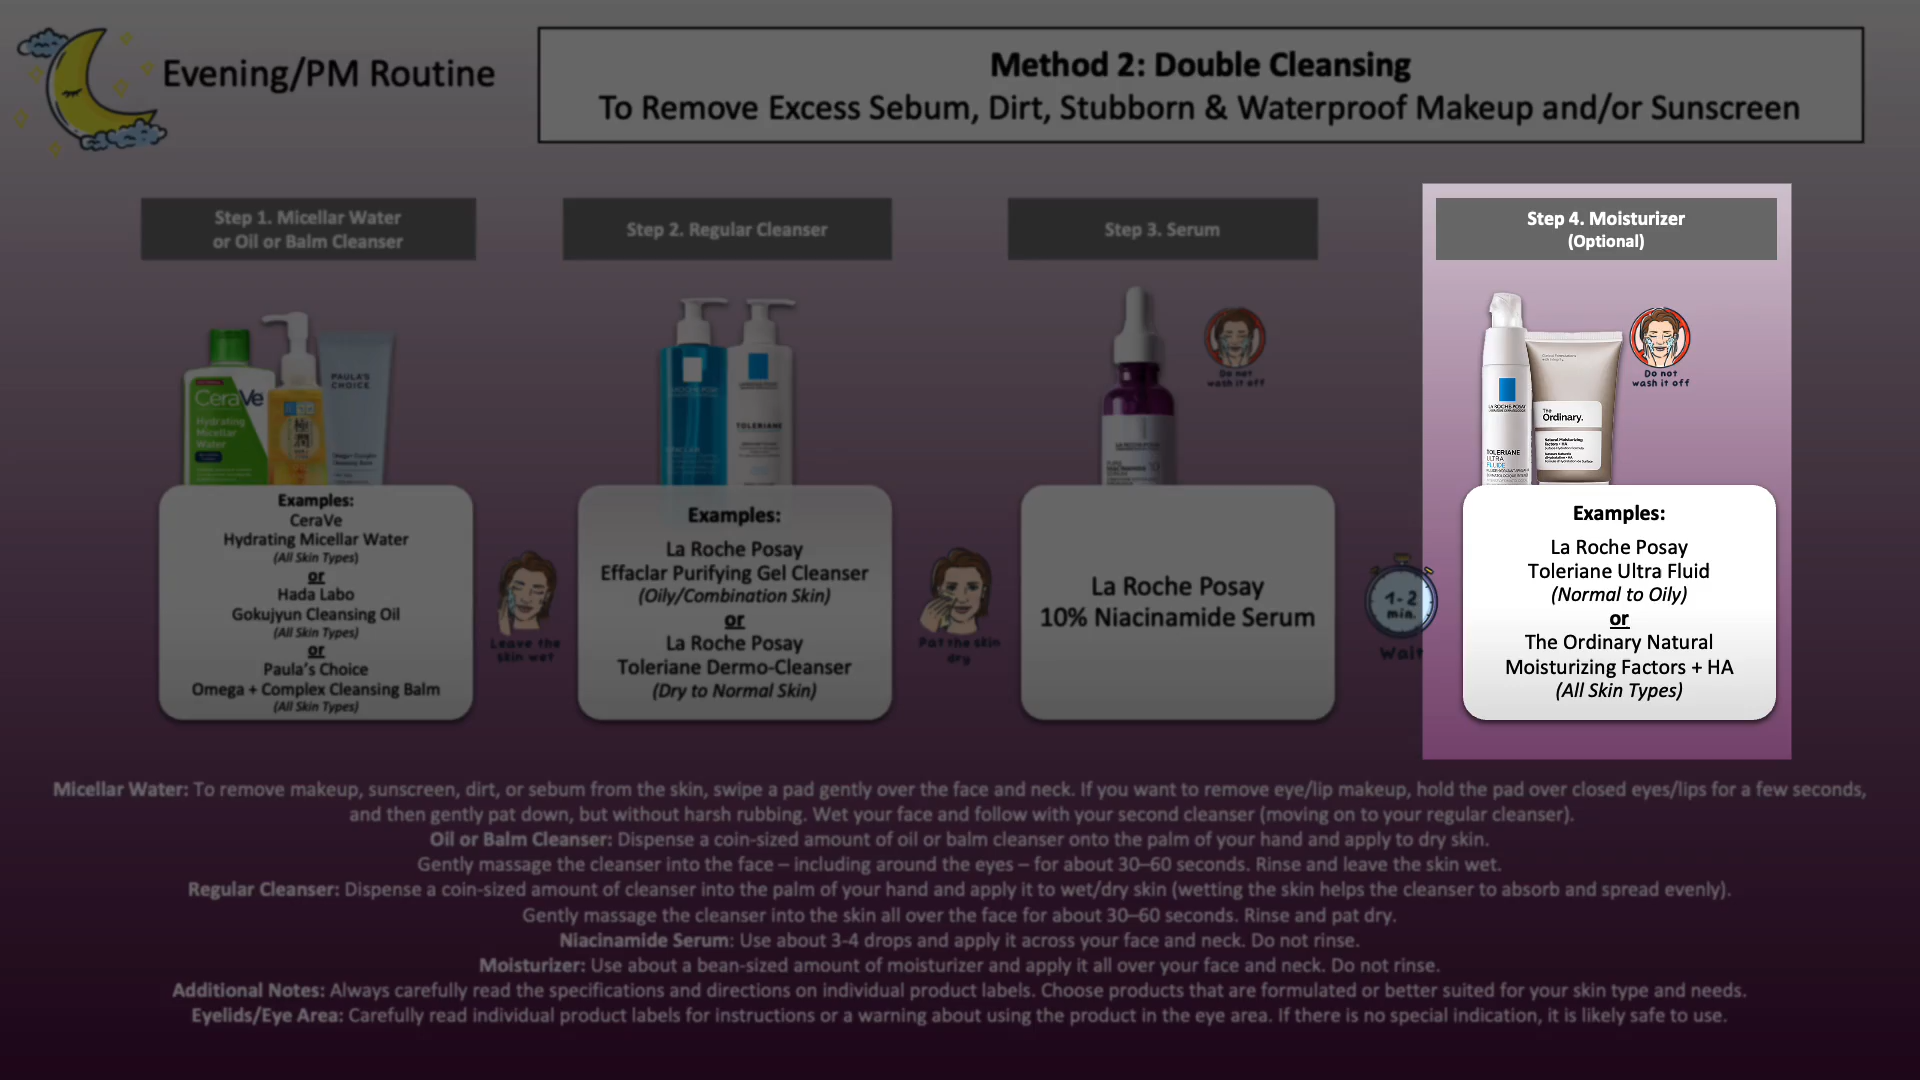 Evening/PM Routine
Method 2: Double Cleansing
To Remove Excess Sebum, Dirt, Stubborn & Waterproof Makeup and/or Sunscreen
Step 1. Micellar Water
or Oil or Balm Cleanser
Step 2. Regular Cleanser
Step 3. Serum
Step 4. Moisturizer
(Optional)
CeraVe
Hydrating
Micellar
Water
PAULA'S
CHOICE
TOLERIANE
Do not
wash it off
LA ROCHE POSAY
TOLERIANE
ULTRA
FLUIDE
The
Ordinary.
Natural Moisturizing
Factors + HA
Do not
wash it off
Examples:
CeraVe
Hydrating Micellar Water
(All Skin Types)
or
Hada Labo
Gokujyun Cleansing Oil
(All Skin Types)
or
Paula's Choice
Omega + Complex Cleansing Balm
(All Skin Types)
Leave the
skin wet
Examples:
La Roche Posay
Effaclar Purifying Gel Cleanser
(Oily/Combination Skin)
or
La Roche Posay
Toleriane Dermo-Cleanser
(Dry to Normal Skin)
Pat the skin
dry
La Roche Posay
10% Niacinamide Serum
1-2
min.
Wait
Examples:
La Roche Posay
Toleriane Ultra Fluid
(Normal to Oily)
or
The Ordinary Natural
Moisturizing Factors + HA
(All Skin Types)
Micellar Water: To remove makeup, sunscreen, dirt, or sebum from the skin, swipe a pad gently over the face and neck. If you want to remove eye/lip makeup, hold the pad over closed eyes/lips for a few seconds,
and then gently pat down, but without harsh rubbing. Wet your face and follow with your second cleanser (moving on to your regular cleanser).
Oil or Balm Cleanser: Dispense a coin-sized amount of oil or balm cleanser onto the palm of your hand and apply to dry skin.
Gently massage the cleanser into the face – including around the eyes – for about 30–60 seconds. Rinse and leave the skin wet.
Regular Cleanser: Dispense a coin-sized amount of cleanser into the palm of your hand and apply it to wet/dry skin (wetting the skin helps the cleanser to absorb and spread evenly).
Gently massage the cleanser into the skin all over the face for about 30–60 seconds. Rinse and pat dry.
Niacinamide Serum: Use about 3-4 drops and apply it across your face and neck. Do not rinse.
Moisturizer: Use about a bean-sized amount of moisturizer and apply it all over your face and neck. Do not rinse.
Additional Notes: Always carefully read the specifications and directions on individual product labels. Choose products that are formulated or better suited for your skin type and needs.
Eyelids/Eye Area: Carefully read individual product labels for instructions or a warning about using the product in the eye area. If there is no special indication, it is likely safe to use.